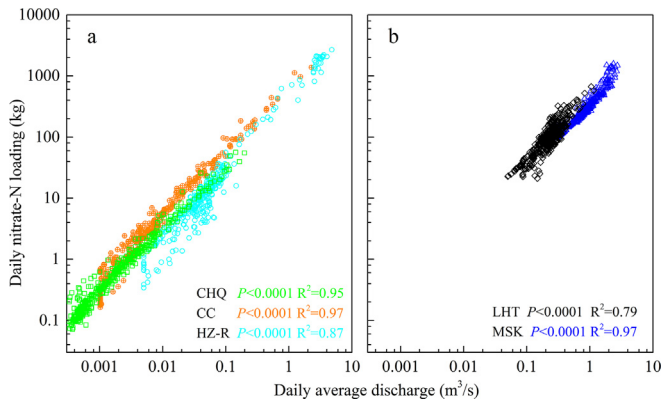 a
b
10000
1000
100
10
1
0.1
Daily nitrate-N loading (kg)
CHQ P<0.0001 R²=0.95
CC P<0.0001 R²=0.97
HZ-R P<0.0001 R²=0.87
LHT P<0.0001 R²=0.79
MSK P<0.0001 R²=0.97
0.001 0.01 0.1 1 10 0.001 0.01 0.1 1 10
Daily average discharge (m³/s)